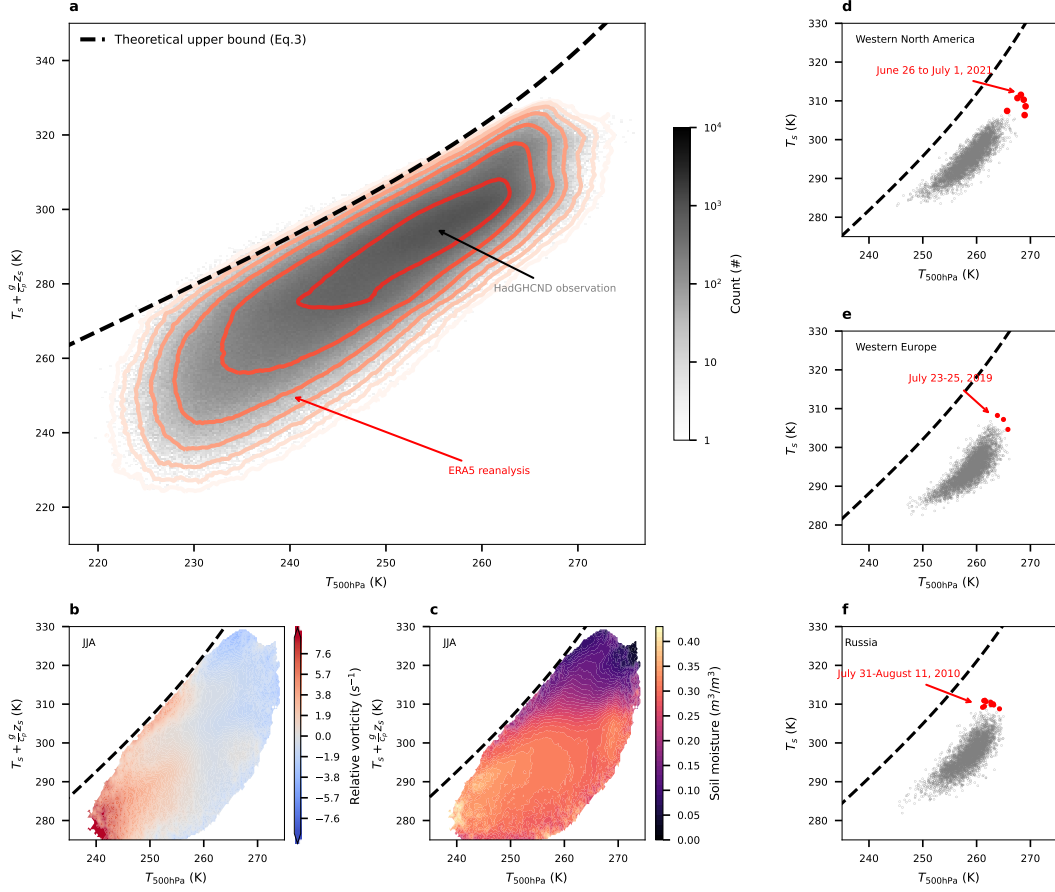 a
Theoretical upper bound (Eq.3)
340
320
300
280
260
240
220
T_s + g/c_p z_s (K)
HadGHCND observation
ERA5 reanalysis
220 230 240 250 260 270
T_500hPa (K)
10^4
10^3
10^2
10
1
Count (#)
b
JJA
330
320
310
300
290
280
T_s + g/c_p z_s (K)
240 250 260 270
T_500hPa (K)
7.6
5.7
3.8
1.9
0.0
−1.9
−3.8
−5.7
−7.6
Relative vorticity (s^−1)
c
JJA
330
320
310
300
290
280
T_s + g/c_p z_s (K)
240 250 260 270
T_500hPa (K)
0.40
0.35
0.30
0.25
0.20
0.15
0.10
0.05
0.00
Soil moisture (m^3/m^3)
d
Western North America
June 26 to July 1, 2021
330
320
310
300
290
280
T_s (K)
240 250 260 270
T_500hPa (K)
e
Western Europe
July 23-25, 2019
330
320
310
300
290
280
T_s (K)
240 250 260 270
T_500hPa (K)
f
Russia
July 31-August 11, 2010
330
320
310
300
290
280
T_s (K)
240 250 260 270
T_500hPa (K)